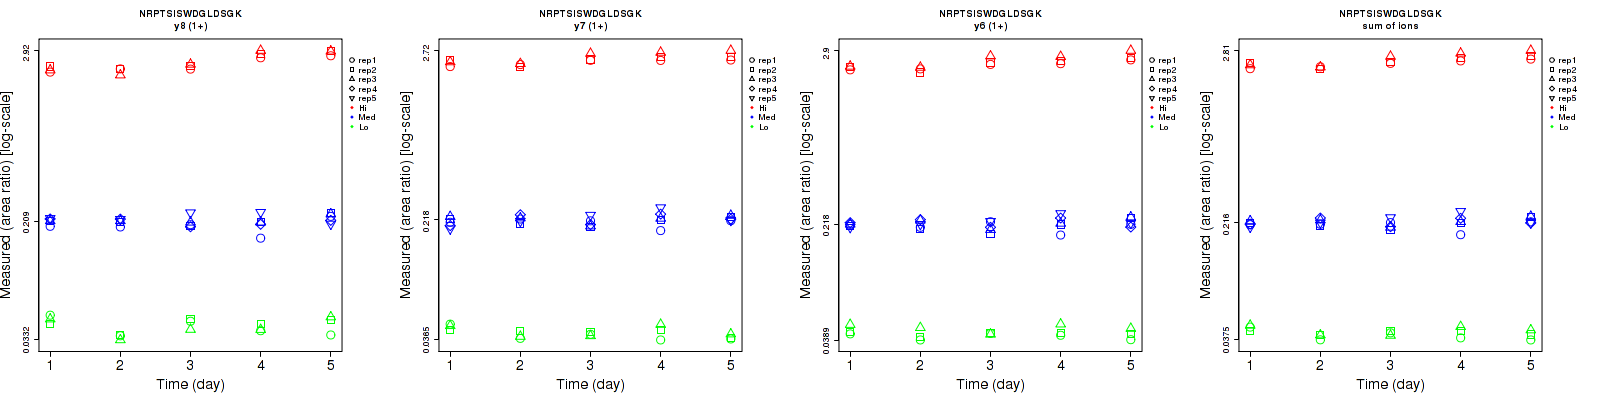 NRPTSISWDGLDSGK
y8 (1+)
Measured (area ratio) [log-scale]
2.92
0.209
0.0332
1 2 3 4 5
Time (day)
rep1
rep2
rep3
rep4
rep5
Hi
Med
Lo
NRPTSISWDGLDSGK
y7 (1+)
Measured (area ratio) [log-scale]
2.72
0.218
0.0365
1 2 3 4 5
Time (day)
rep1
rep2
rep3
rep4
rep5
Hi
Med
Lo
NRPTSISWDGLDSGK
y6 (1+)
Measured (area ratio) [log-scale]
2.9
0.218
0.0389
1 2 3 4 5
Time (day)
rep1
rep2
rep3
rep4
rep5
Hi
Med
Lo
NRPTSISWDGLDSGK
sum of ions
Measured (area ratio) [log-scale]
2.81
0.216
0.0375
1 2 3 4 5
Time (day)
rep1
rep2
rep3
rep4
rep5
Hi
Med
Lo